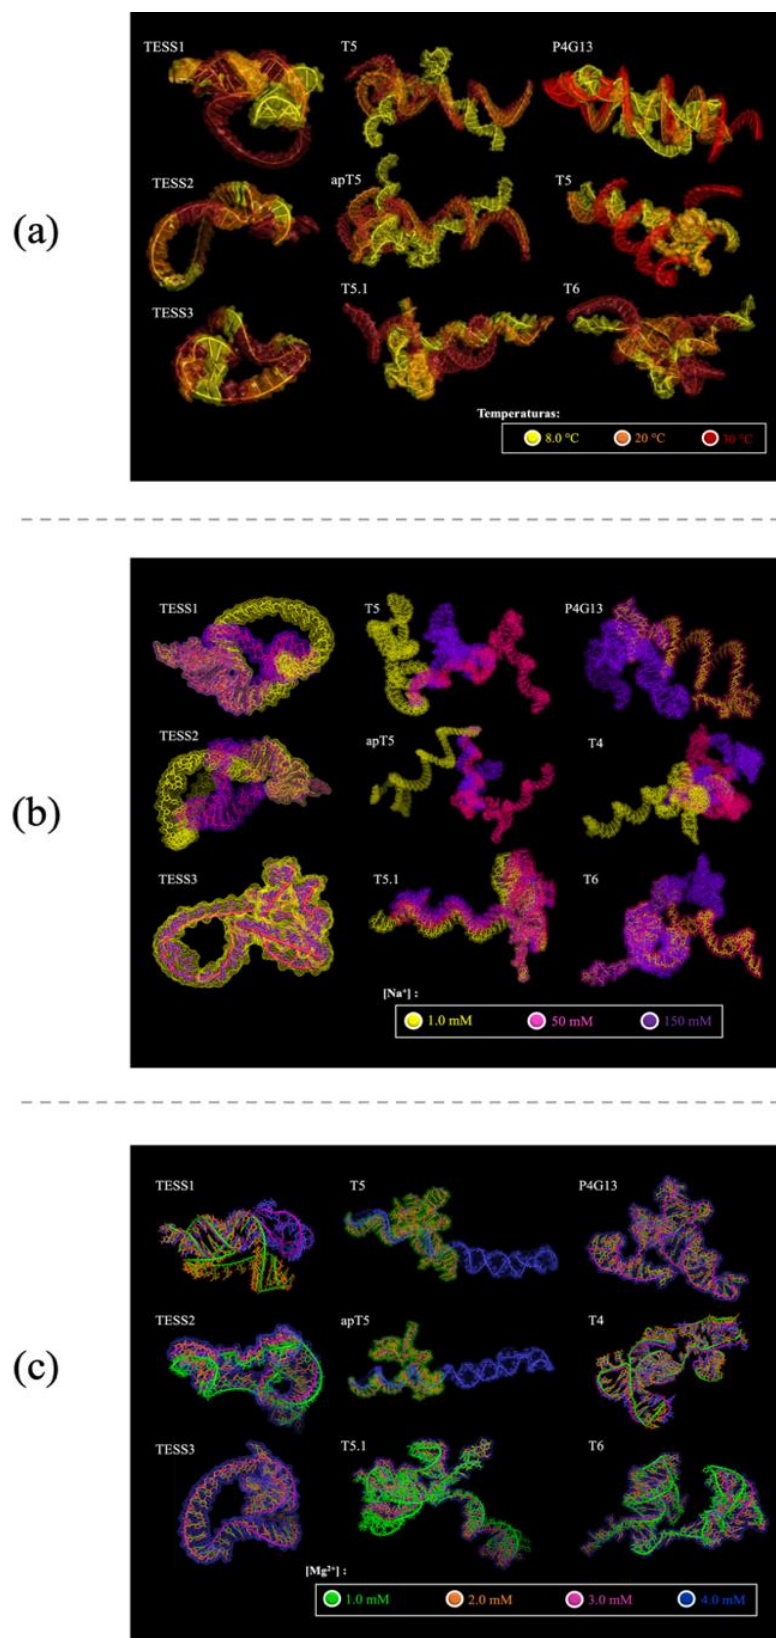 (a)
TESS1 T5 P4G13
TESS2 apT5 T5
TESS3 T5.1 T6
Temperaturas:
8.0 °C 20 °C 30 °C
(b)
TESS1 T5 P4G13
TESS2 apT5 T4
TESS3 T5.1 T6
[Na⁺] :
1.0 mM 50 mM 150 mM
(c)
TESS1 T5 P4G13
TESS2 apT5 T4
TESS3 T5.1 T6
[Mg²⁺] :
1.0 mM 2.0 mM 3.0 mM 4.0 mM